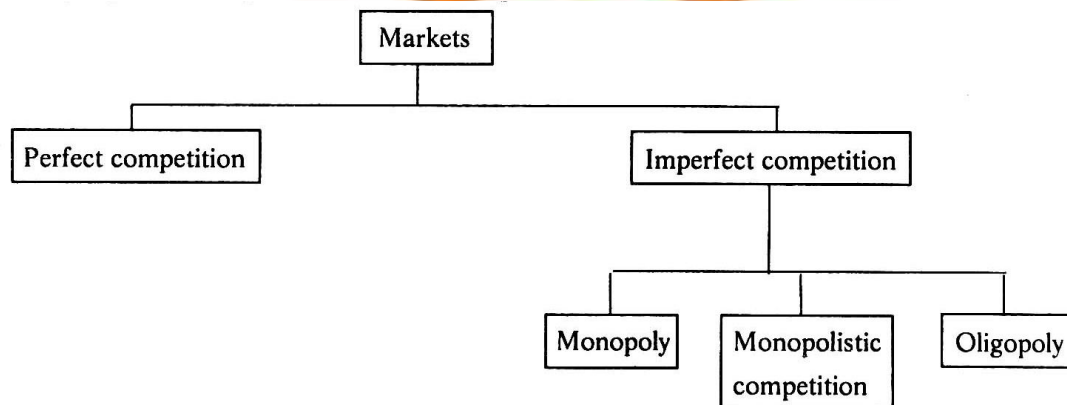 Markets
Perfect competition
Imperfect competition
Monopoly
Monopolistic
competition
Oligopoly